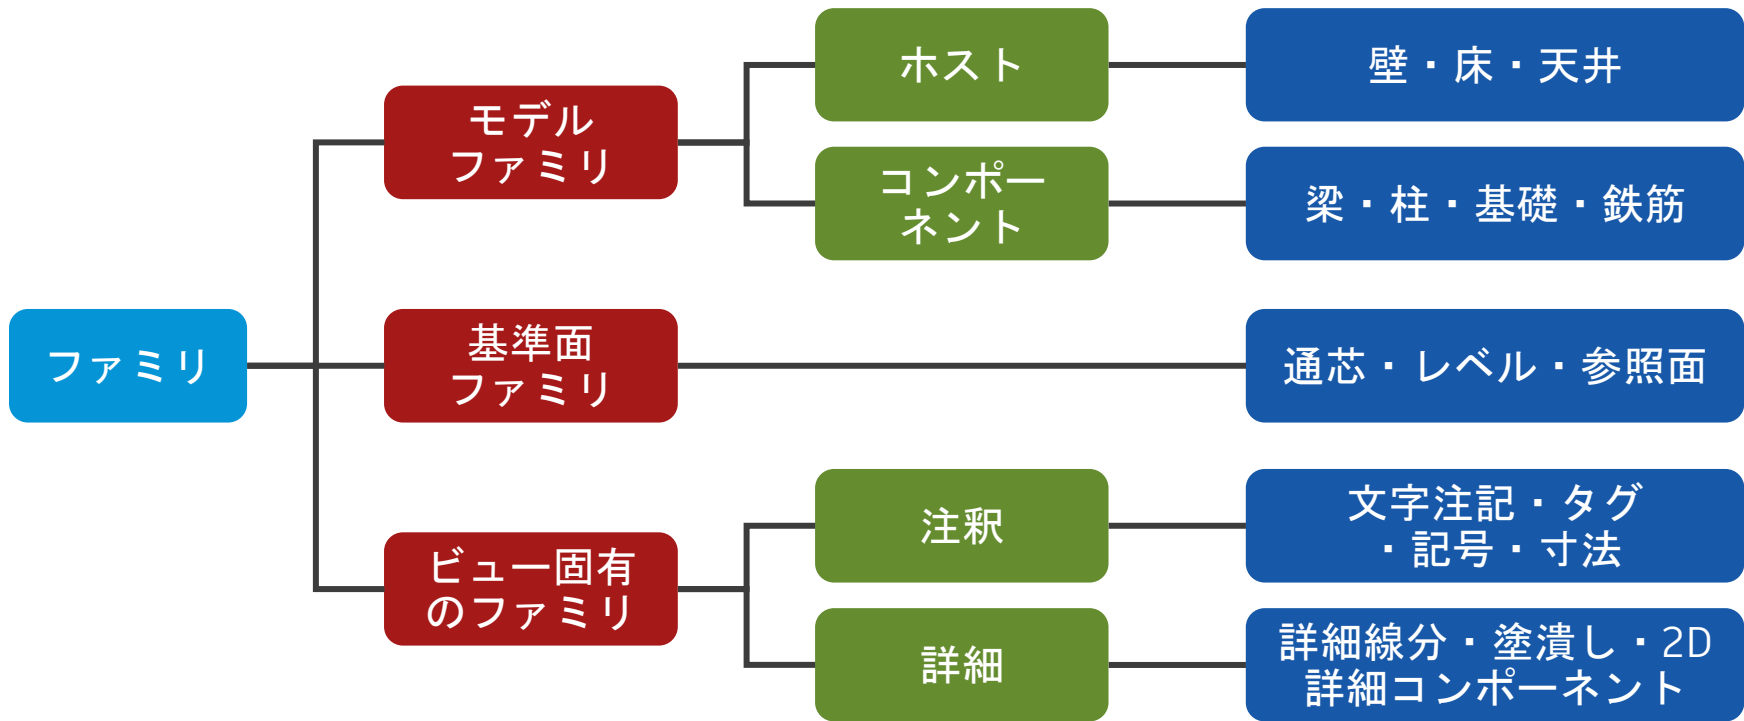 ファミリ
モデル
ファミリ
ホスト
壁・床・天井
コンポー
ネント
梁・柱・基礎・鉄筋
基準面
ファミリ
通芯・レベル・参照面
ビュー固有
のファミリ
注釈
文字注記・タグ
・記号・寸法
詳細
詳細線分・塗潰し・2D
詳細コンポーネント